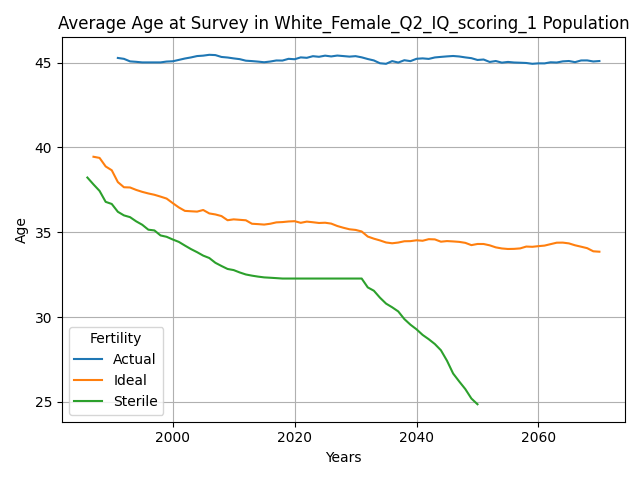 Average Age at Survey in White_Female_Q2_IQ_scoring_1 Population
Age
45
40
35
30
25
Fertility
Actual
Ideal
Sterile
2000 2020 2040 2060
Years